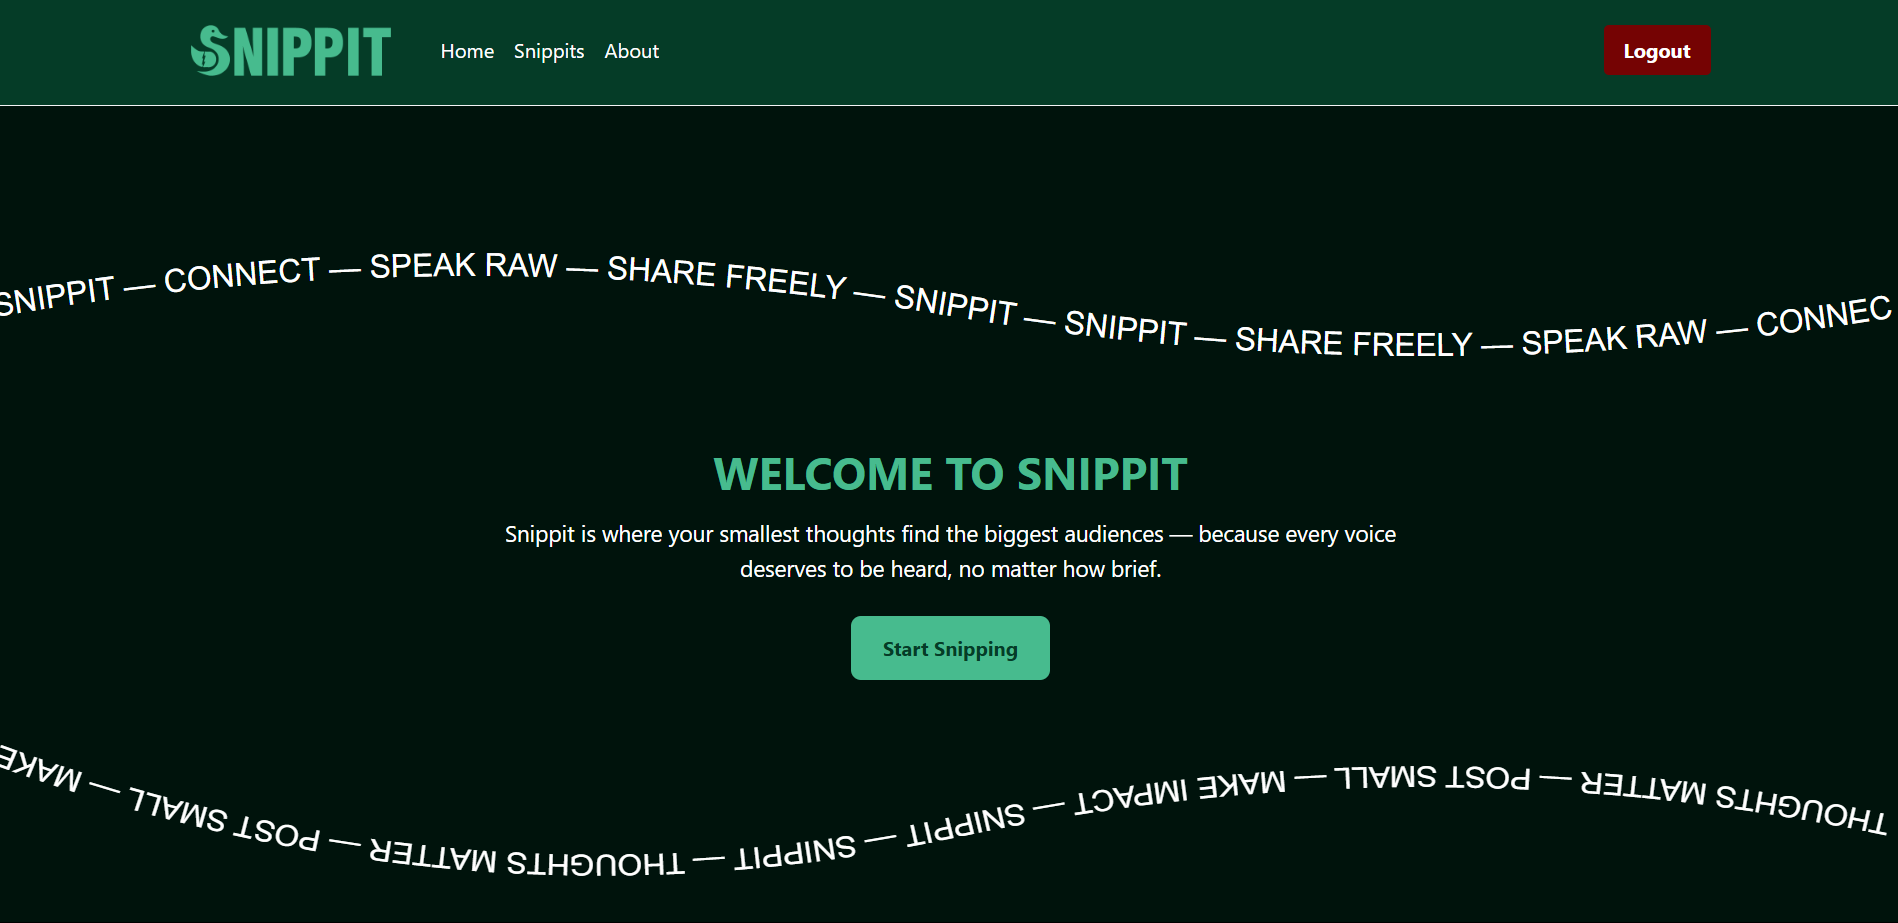 SNIPPIT
Home Snippits About
Logout
SNIPPIT — CONNECT — SPEAK RAW — SHARE FREELY — SNIPPIT — SNIPPIT — SHARE FREELY — SPEAK RAW — CONNEC
WELCOME TO SNIPPIT
Snippit is where your smallest thoughts find the biggest audiences — because every voice
deserves to be heard, no matter how brief.
Start Snipping
THOUGHTS MATTER — POST SMALL — MAKE IMPACT — SNIPPIT — SNIPPIT — THOUGHTS MATTER — POST SMALL — MAKE